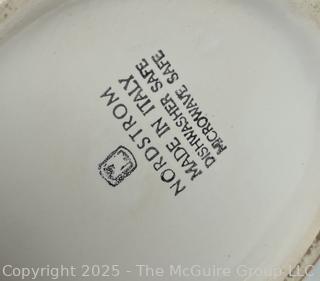 NORDSTROM
MADE IN ITALY
DISHWASHER SAFE
MICROWAVE SAFE
Copyright © 2025 - The McGuire Group LLC